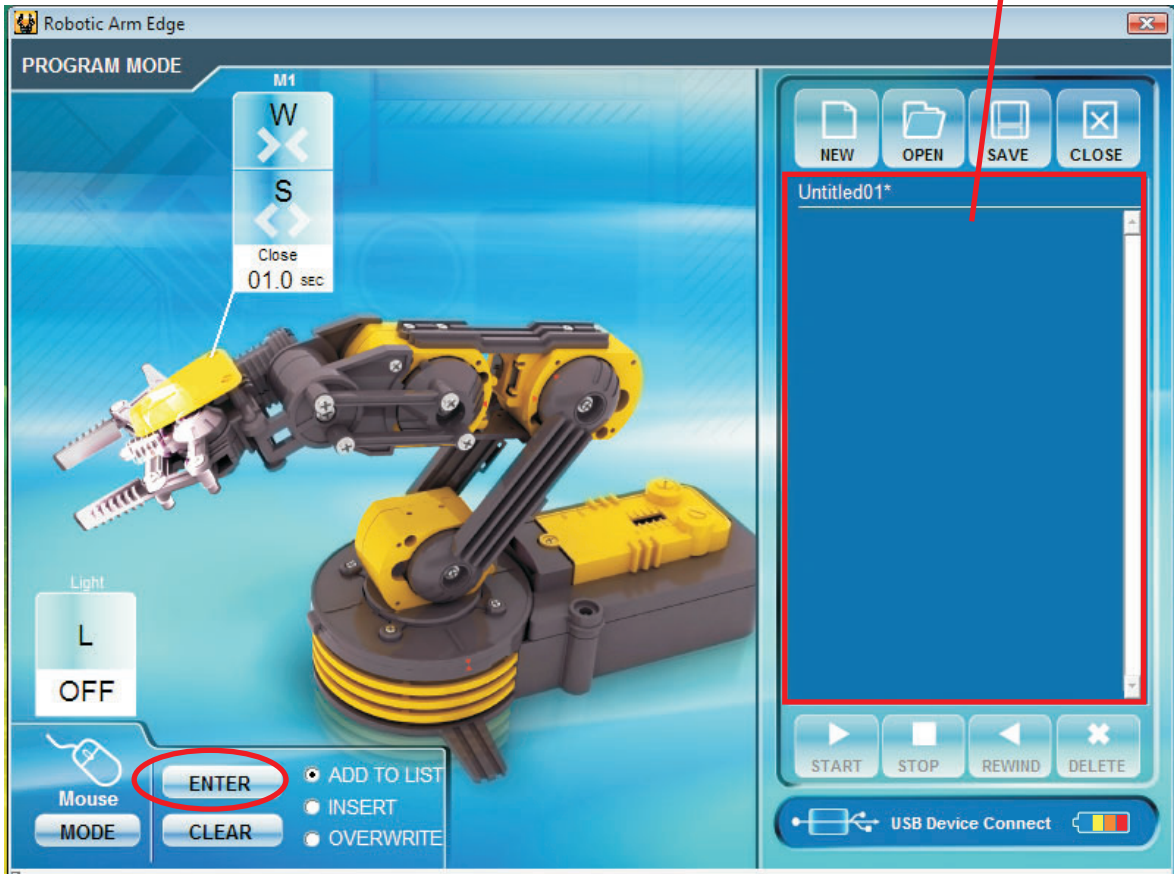 Robotic Arm Edge
PROGRAM MODE
M1
W
S
Close
01.0 SEC
Light
L
OFF
Mouse
MODE
ENTER
CLEAR
ADD TO LIST
INSERT
OVERWRITE
NEW
OPEN
SAVE
CLOSE
Untitled01*
START
STOP
REWIND
DELETE
USB Device Connect